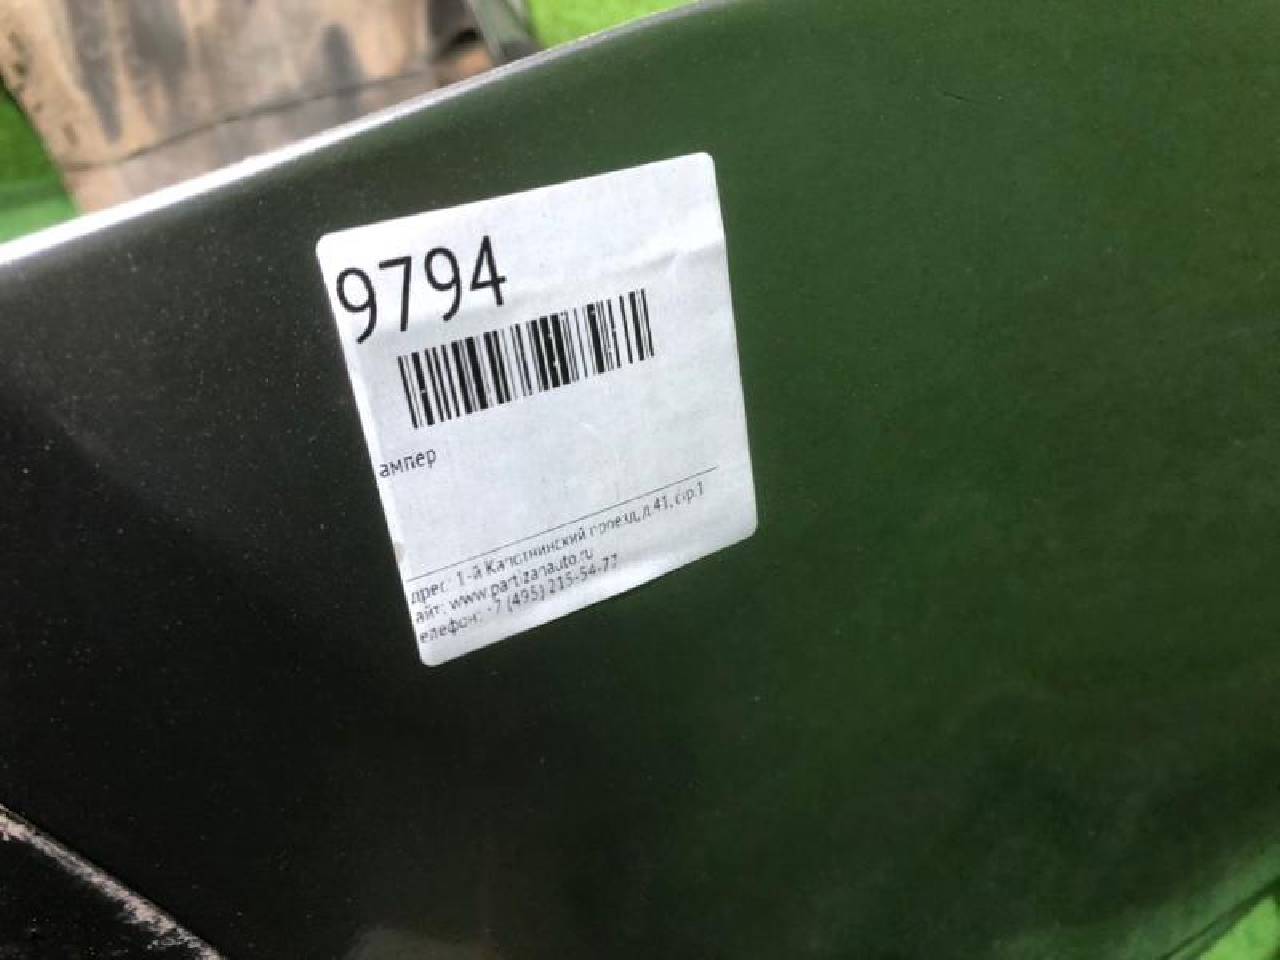 9794
ампер
дрес: 1-й Капотнинский проезд, д.41, стр.1
айт: www.partizanauto.ru
елефон: +7 (495) 215-54-77